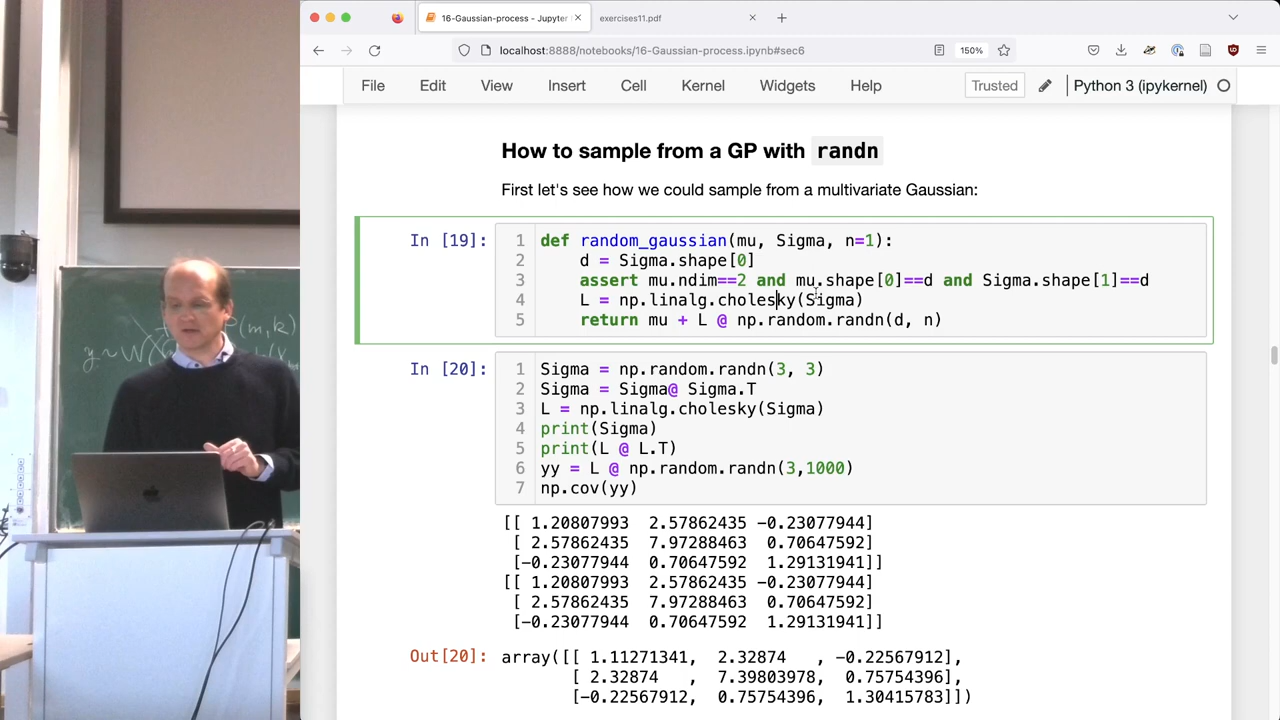 16-Gaussian-process - Jupyter
exercises11.pdf
localhost:8888/notebooks/16-Gaussian-process.ipynb#sec6
150%
File Edit View Insert Cell Kernel Widgets Help
Trusted
Python 3 (ipykernel)
How to sample from a GP with randn
First let's see how we could sample from a multivariate Gaussian:
In [19]:
1 def random_gaussian(mu, Sigma, n=1):
2 d = Sigma.shape[0]
3 assert mu.ndim==2 and mu.shape[0]==d and Sigma.shape[1]==d
4 L = np.linalg.cholesky(Sigma)
5 return mu + L @ np.random.randn(d, n)
In [20]:
1 Sigma = np.random.randn(3, 3)
2 Sigma = Sigma@ Sigma.T
3 L = np.linalg.cholesky(Sigma)
4 print(Sigma)
5 print(L @ L.T)
6 yy = L @ np.random.randn(3,1000)
7 np.cov(yy)
[[ 1.20807993 2.57862435 -0.23077944]
[ 2.57862435 7.97288463 0.70647592]
[-0.23077944 0.70647592 1.29131941]]
[[ 1.20807993 2.57862435 -0.23077944]
[ 2.57862435 7.97288463 0.70647592]
[-0.23077944 0.70647592 1.29131941]]
Out[20]: array([[ 1.11271341, 2.32874 , -0.22567912],
[ 2.32874 , 7.39803978, 0.75754396],
[-0.22567912, 0.75754396, 1.30415783]])